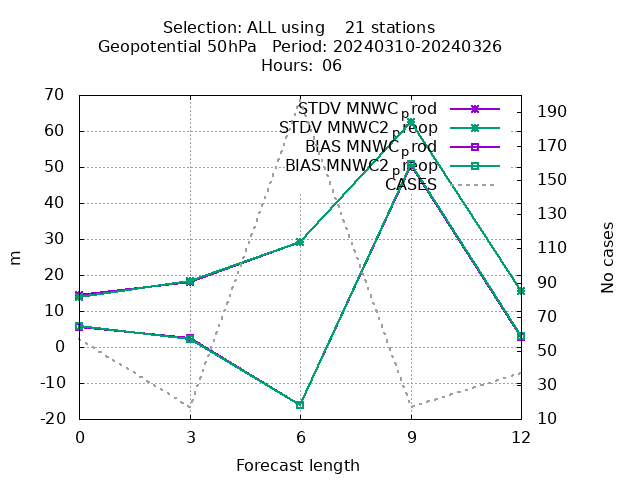 Selection: ALL using 21 stations
Geopotential 50hPa Period: 20240310-20240326
Hours: 06
70
60
50
40
30
20
10
0
-10
-20
m
STDV MNWC_prod
STDV MNWC2_preop
BIAS MNWC_prod
BIAS MNWC2_preop
CASES
190
170
150
130
110
90
70
50
30
10
No cases
0 3 6 9 12
Forecast length